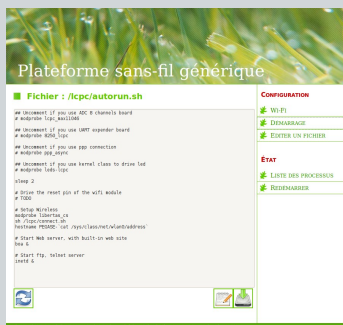 Plateforme sans-fil générique
Fichier : /lcpc/autorun.sh
## Uncomment if you use ADC 8 channels board
# modprobe lcpc_max11046
## Uncomment if you use UART expander board
# modprobe 8250_lcpc
## Uncomment if you use ppp connection
# modprobe ppp_async
## Uncomment if you use kernel class to drive led
# modprobe leds-lcpc
sleep 2
# Drive the reset pin of the wifi module
# TODO
# Setup Wireless
modprobe libertas_cs
sh /lcpc/connect.sh
hostname PEGASE-`cat /sys/class/net/wlan0/address`
# Start Web server. with built-in web site
boa &
# Start ftp, telnet server
inetd &
Configuration
Wi-Fi
Demarrage
Editer un fichier
État
Liste des processus
Redemarrer